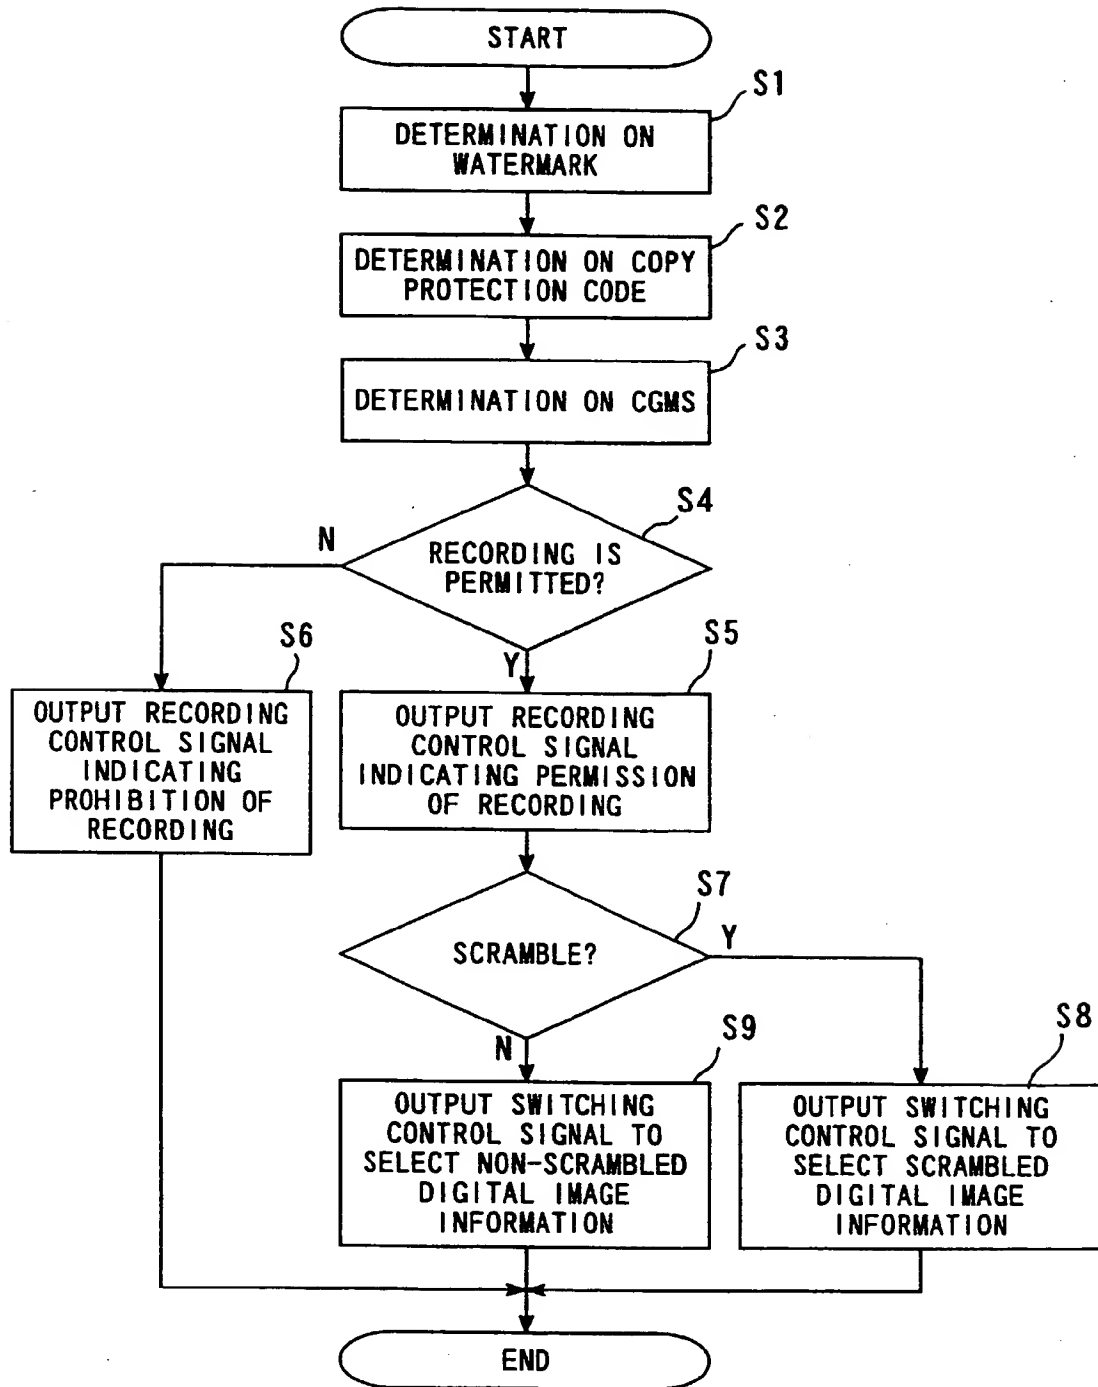 START
S1
DETERMINATION ON
WATERMARK
S2
DETERMINATION ON COPY
PROTECTION CODE
S3
DETERMINATION ON CGMS
S4
N
RECORDING IS
PERMITTED?
Y
S6
OUTPUT RECORDING
CONTROL SIGNAL
INDICATING
PROHIBITION OF
RECORDING
S5
OUTPUT RECORDING
CONTROL SIGNAL
INDICATING PERMISSION
OF RECORDING
S7
SCRAMBLE?
Y
N
S9
OUTPUT SWITCHING
CONTROL SIGNAL TO
SELECT NON-SCRAMBLED
DIGITAL IMAGE
INFORMATION
S8
OUTPUT SWITCHING
CONTROL SIGNAL TO
SELECT SCRAMBLED
DIGITAL IMAGE
INFORMATION
END